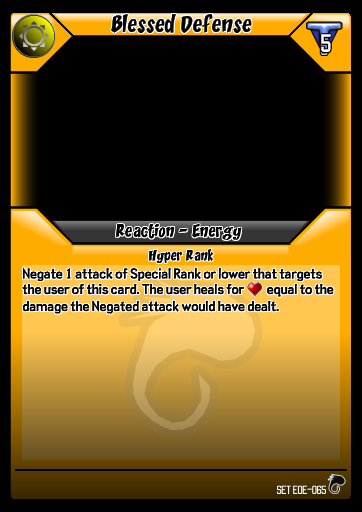 Blessed Defense
5
Reaction - Energy
Hyper Rank
Negate 1 attack of Special Rank or lower that targets
the user of this card. The user heals for ❤ equal to the
damage the Negated attack would have dealt.
SET EOE-065